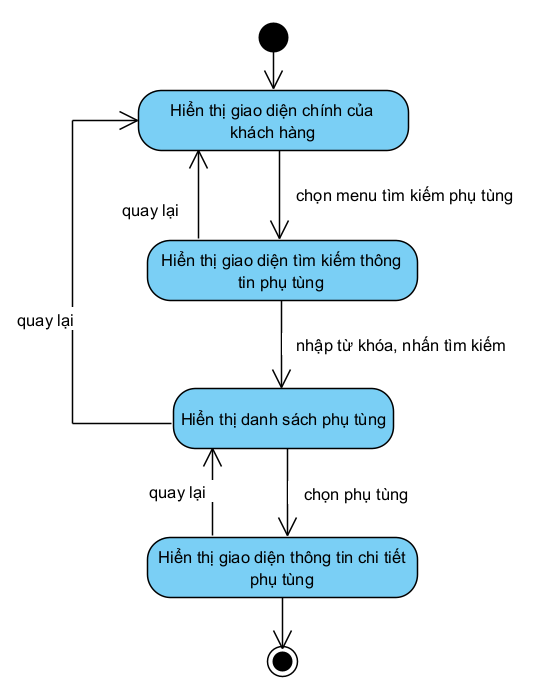 Hiển thị giao diện chính của
khách hàng
chọn menu tìm kiếm phụ tùng
quay lại
Hiển thị giao diện tìm kiếm thông
tin phụ tùng
quay lại
nhập từ khóa, nhấn tìm kiếm
Hiển thị danh sách phụ tùng
quay lại
chọn phụ tùng
Hiển thị giao diện thông tin chi tiết
phụ tùng